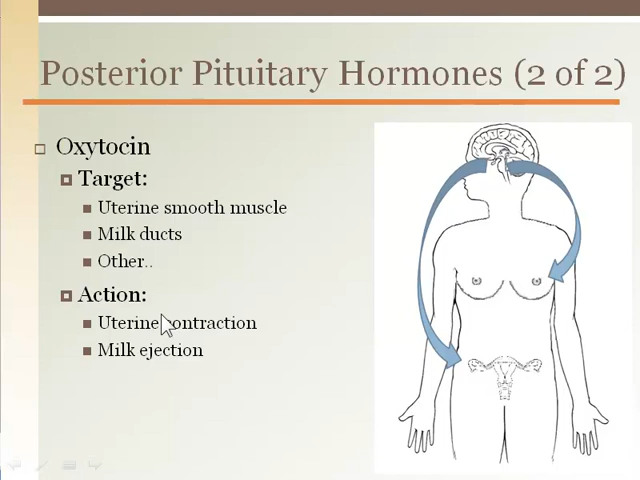 Posterior Pituitary Hormones (2 of 2)
Oxytocin
Target:
Uterine smooth muscle
Milk ducts
Other..
Action:
Uterine contraction
Milk ejection